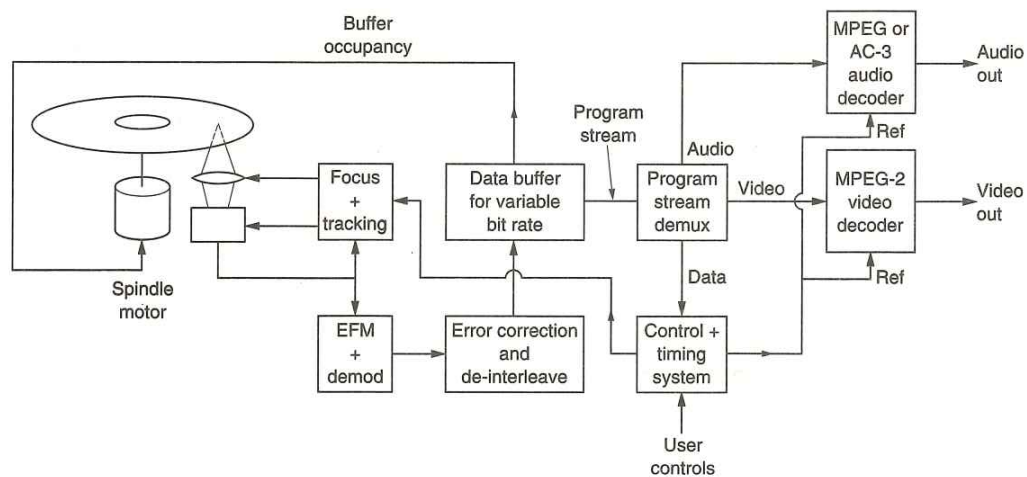 Buffer
occupancy
MPEG or
AC-3
audio
decoder
Audio
out
Ref
Program
stream
Audio
Focus
+
tracking
Data buffer
for variable
bit rate
Program
stream
demux
Video
MPEG-2
video
decoder
Video
out
Ref
Data
Spindle
motor
EFM
+
demod
Error correction
and
de-interleave
Control +
timing
system
User
controls